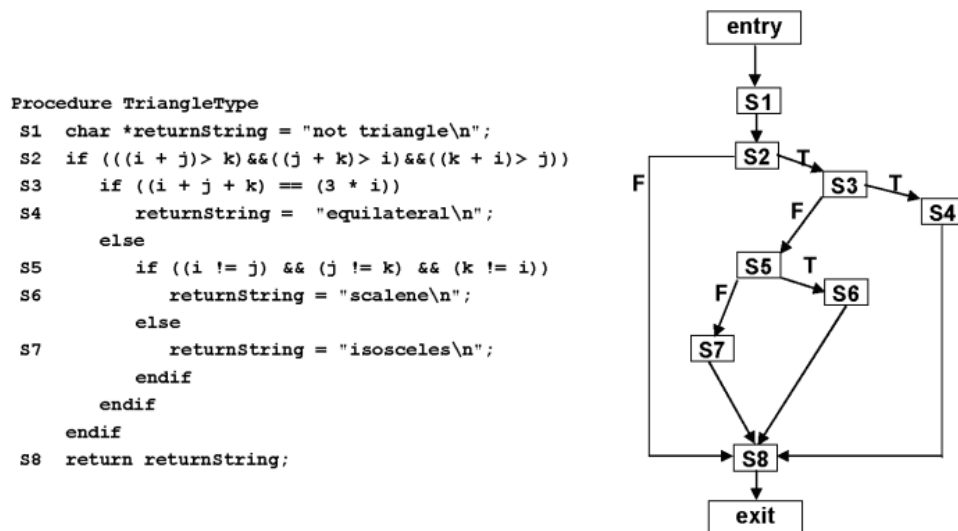 Procedure TriangleType
S1 char *returnString = "not triangle\n";
S2 if (((i + j)> k)&&((j + k)> i)&&((k + i)> j))
S3 if ((i + j + k) == (3 * i))
S4 returnString = "equilateral\n";
else
S5 if ((i != j) && (j != k) && (k != i))
S6 returnString = "scalene\n";
else
S7 returnString = "isosceles\n";
endif
endif
endif
S8 return returnString;
entry
S1
S2
T
F
S3
T
S4
F
S5
T
S6
F
S7
S8
exit